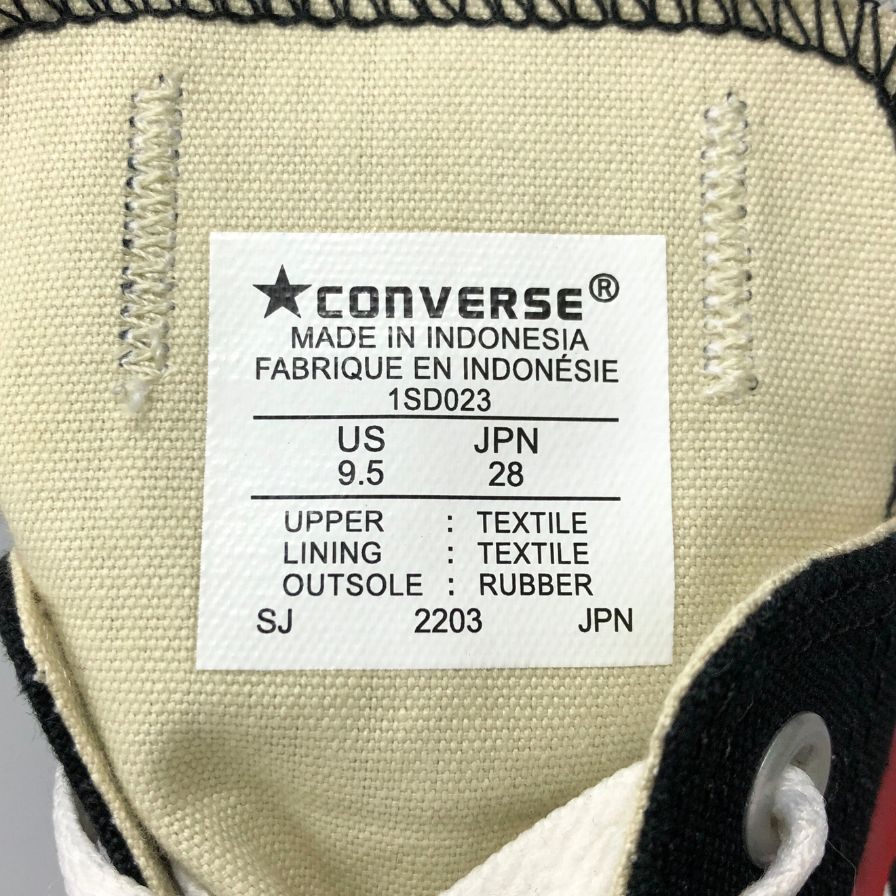 ★CONVERSE®
MADE IN INDONESIA
FABRIQUE EN INDONÉSIE
1SD023
US JPN
9.5 28
UPPER : TEXTILE
LINING : TEXTILE
OUTSOLE : RUBBER
SJ 2203 JPN